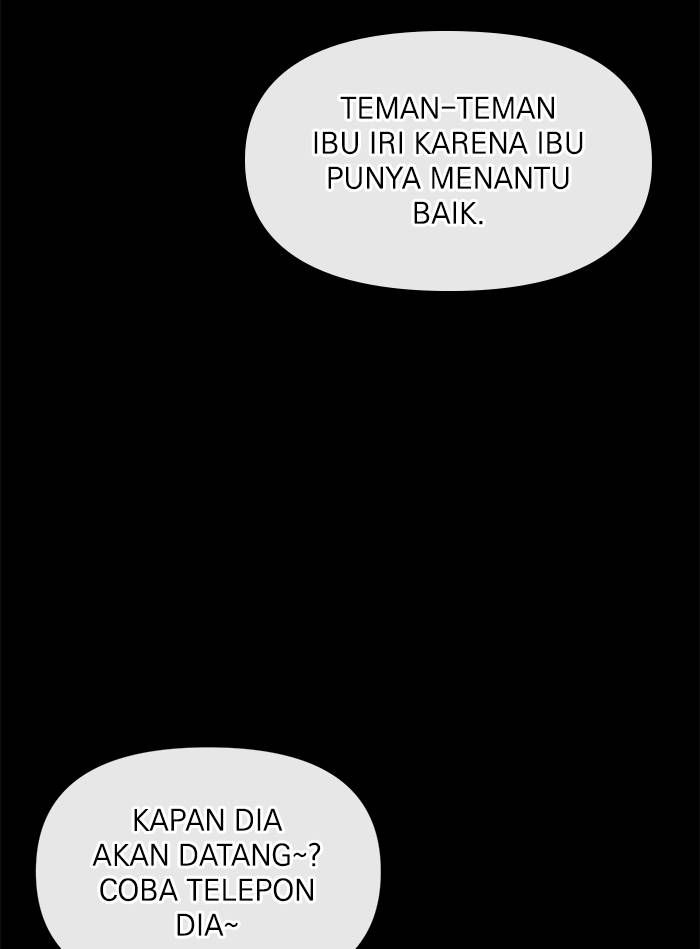 TEMAN-TEMAN
IBU IRI KARENA IBU
PUNYA MENANTU
BAIK.
KAPAN DIA
AKAN DATANG~?
COBA TELEPON
DIA~